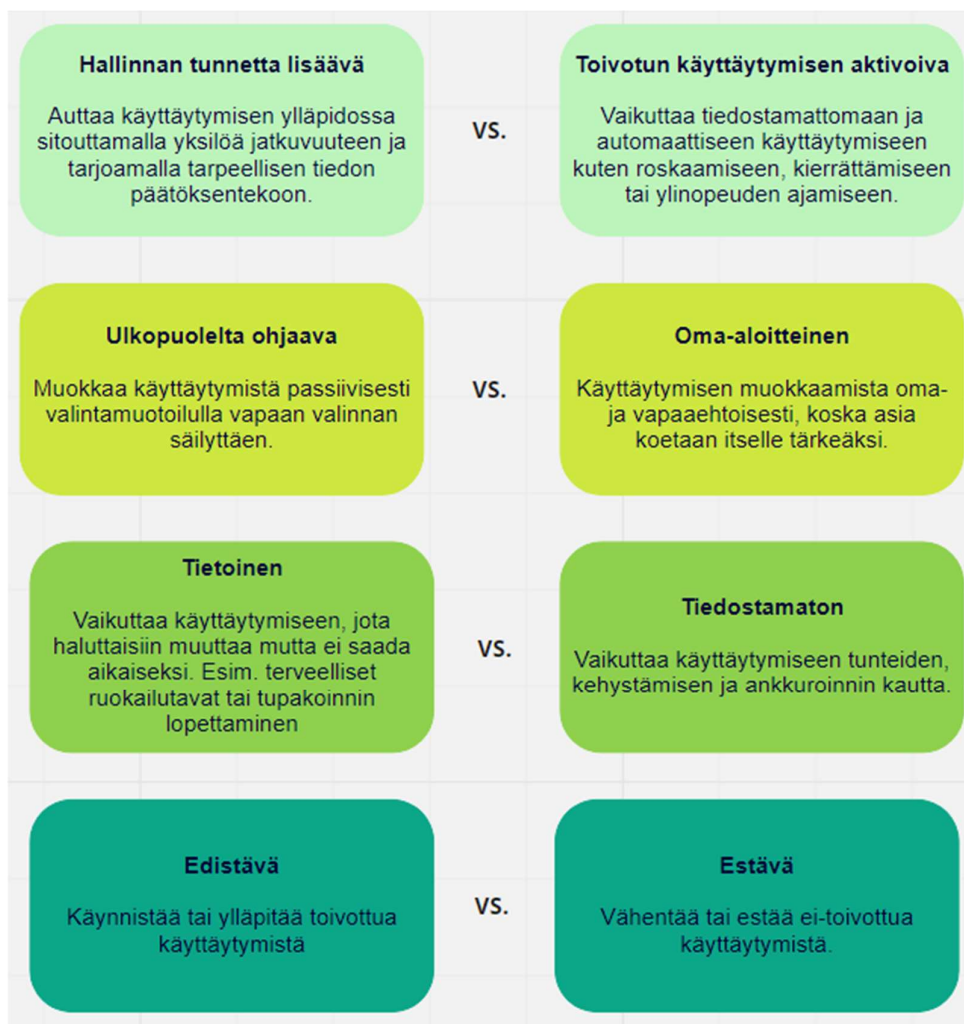 Hallinnan tunnetta lisäävä
Auttaa käyttäytymisen ylläpidossa
sitouttamalla yksilöä jatkuvuuteen ja
tarjoamalla tarpeellisen tiedon
päätöksentekoon.
VS.
Toivotun käyttäytymisen aktivoiva
Vaikuttaa tiedostamattomaan ja
automaattiseen käyttäytymiseen
kuten roskaamiseen, kierrättämiseen
tai ylinopeuden ajamiseen.
Ulkopuolelta ohjaava
Muokkaa käyttäytymistä passiivisesti
valintamuotoilulla vapaan valinnan
säilyttäen.
VS.
Oma-aloitteinen
Käyttäytymisen muokkaamista oma-
ja vapaaehtoisesti, koska asia
koetaan itselle tärkeäksi.
Tietoinen
Vaikuttaa käyttäytymiseen, jota
haluttaisiin muuttaa mutta ei saada
aikaiseksi. Esim. terveelliset
ruokailutavat tai tupakoinnin
lopettaminen
VS.
Tiedostamaton
Vaikuttaa käyttäytymiseen tunteiden,
kehystämisen ja ankkuroinnin kautta.
Edistävä
Käynnistää tai ylläpitää toivottua
käyttäytymistä
VS.
Estävä
Vähentää tai estää ei-toivottua
käyttäytymistä.